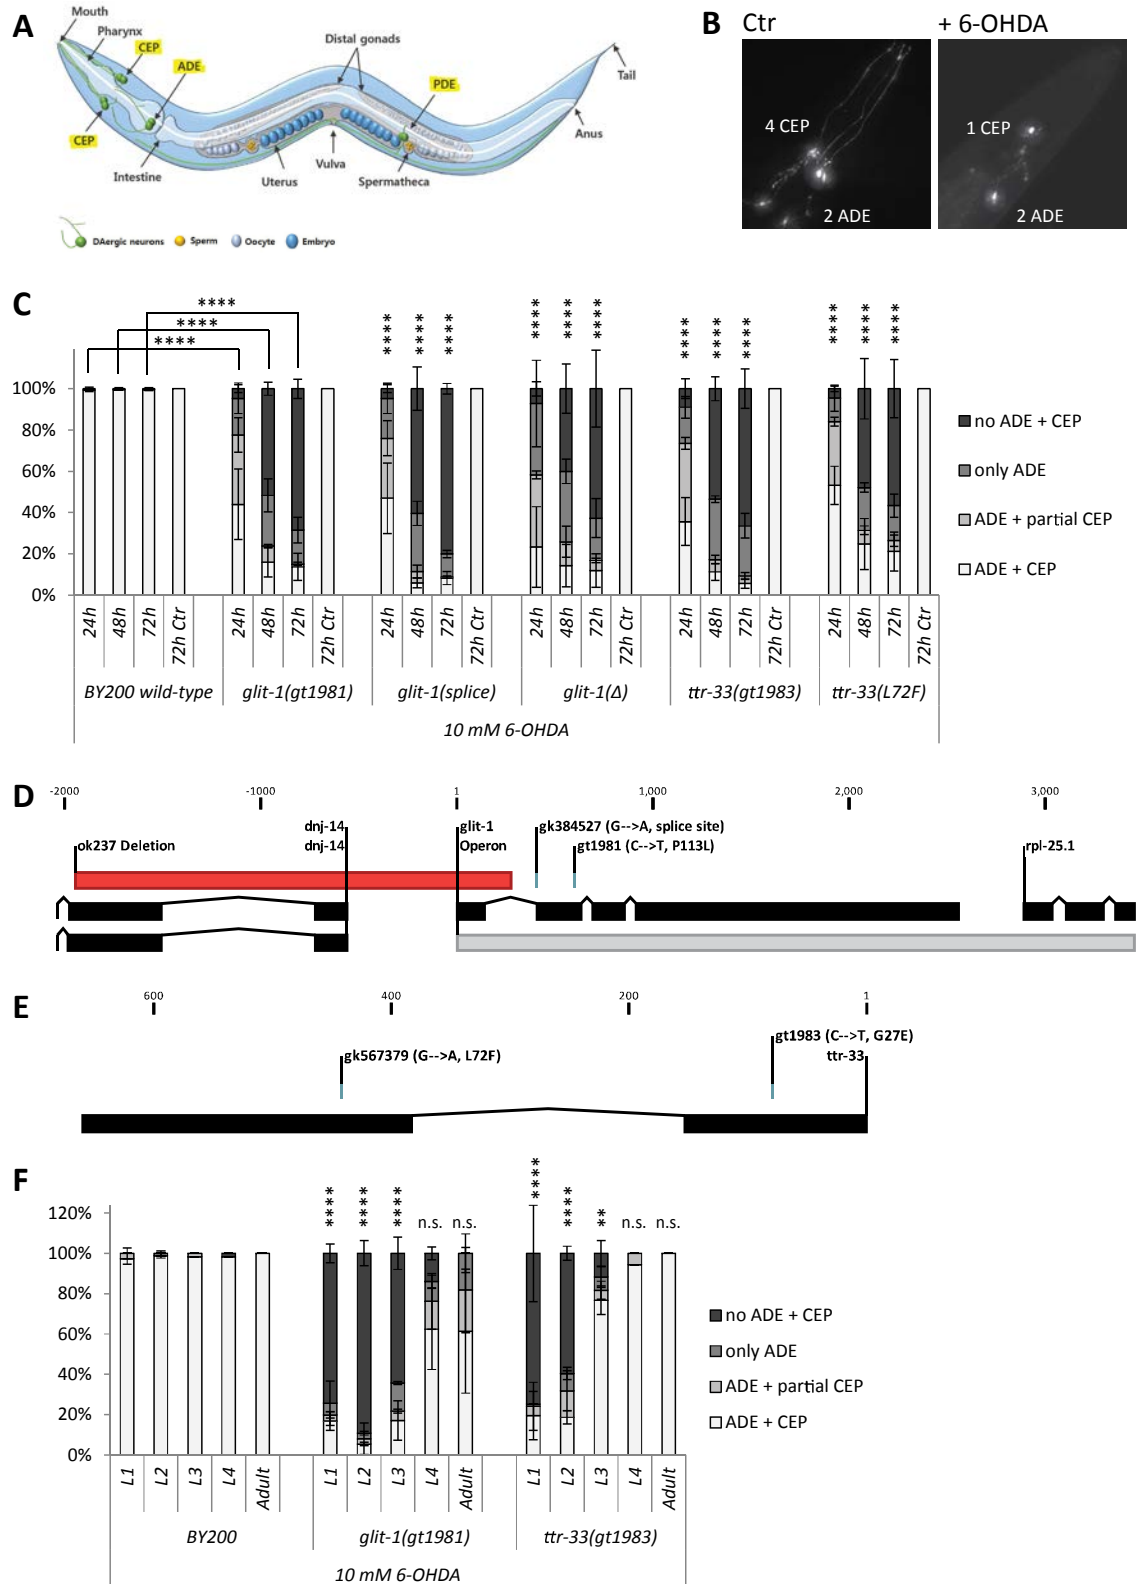 A
Mouth
Pharynx
CEP
ADE
Distal gonads
PDE
Tail
CEP
Anus
Intestine
Uterus
Vulva
Spermatheca
DAergic neurons Sperm Oocyte Embryo
B
Ctr + 6-OHDA
4 CEP
2 ADE
1 CEP
2 ADE
C
**** **** ****
**** **** **** **** **** **** **** **** **** **** **** ****
100%
80%
60%
40%
20%
0%
no ADE + CEP
only ADE
ADE + partial CEP
ADE + CEP
24h 48h 72h 72h Ctr 24h 48h 72h 72h Ctr 24h 48h 72h 72h Ctr 24h 48h 72h 72h Ctr 24h 48h 72h 72h Ctr 24h 48h 72h 72h Ctr
BY200 wild-type glit-1(gt1981) glit-1(splice) glit-1(Δ) ttr-33(gt1983) ttr-33(L72F)
10 mM 6-OHDA
D
-2000 -1000 1 1,000 2,000 3,000
dnj-14 glit-1 gk384527 (G-->A, splice site)
ok237 Deletion dnj-14 Operon gt1981 (C-->T, P113L) rpl-25.1
E
600 400 200 1
gt1983 (C-->T, G27E)
gk567379 (G-->A, L72F) ttr-33
F
**** **** **** n.s. n.s. **** **** ** n.s. n.s.
120%
100%
80%
60%
40%
20%
0%
no ADE + CEP
only ADE
ADE + partial CEP
ADE + CEP
L1 L2 L3 L4 Adult L1 L2 L3 L4 Adult L1 L2 L3 L4 Adult
BY200 glit-1(gt1981) ttr-33(gt1983)
10 mM 6-OHDA